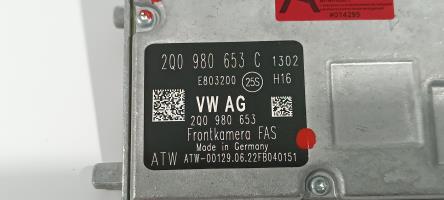 #014295
2Q0 980 653 C 1302
E803200 25S H16
VW AG
2Q0 980 653
Frontkamera FAS
Made in Germany
ATW ATW-00129.06.22FB040151